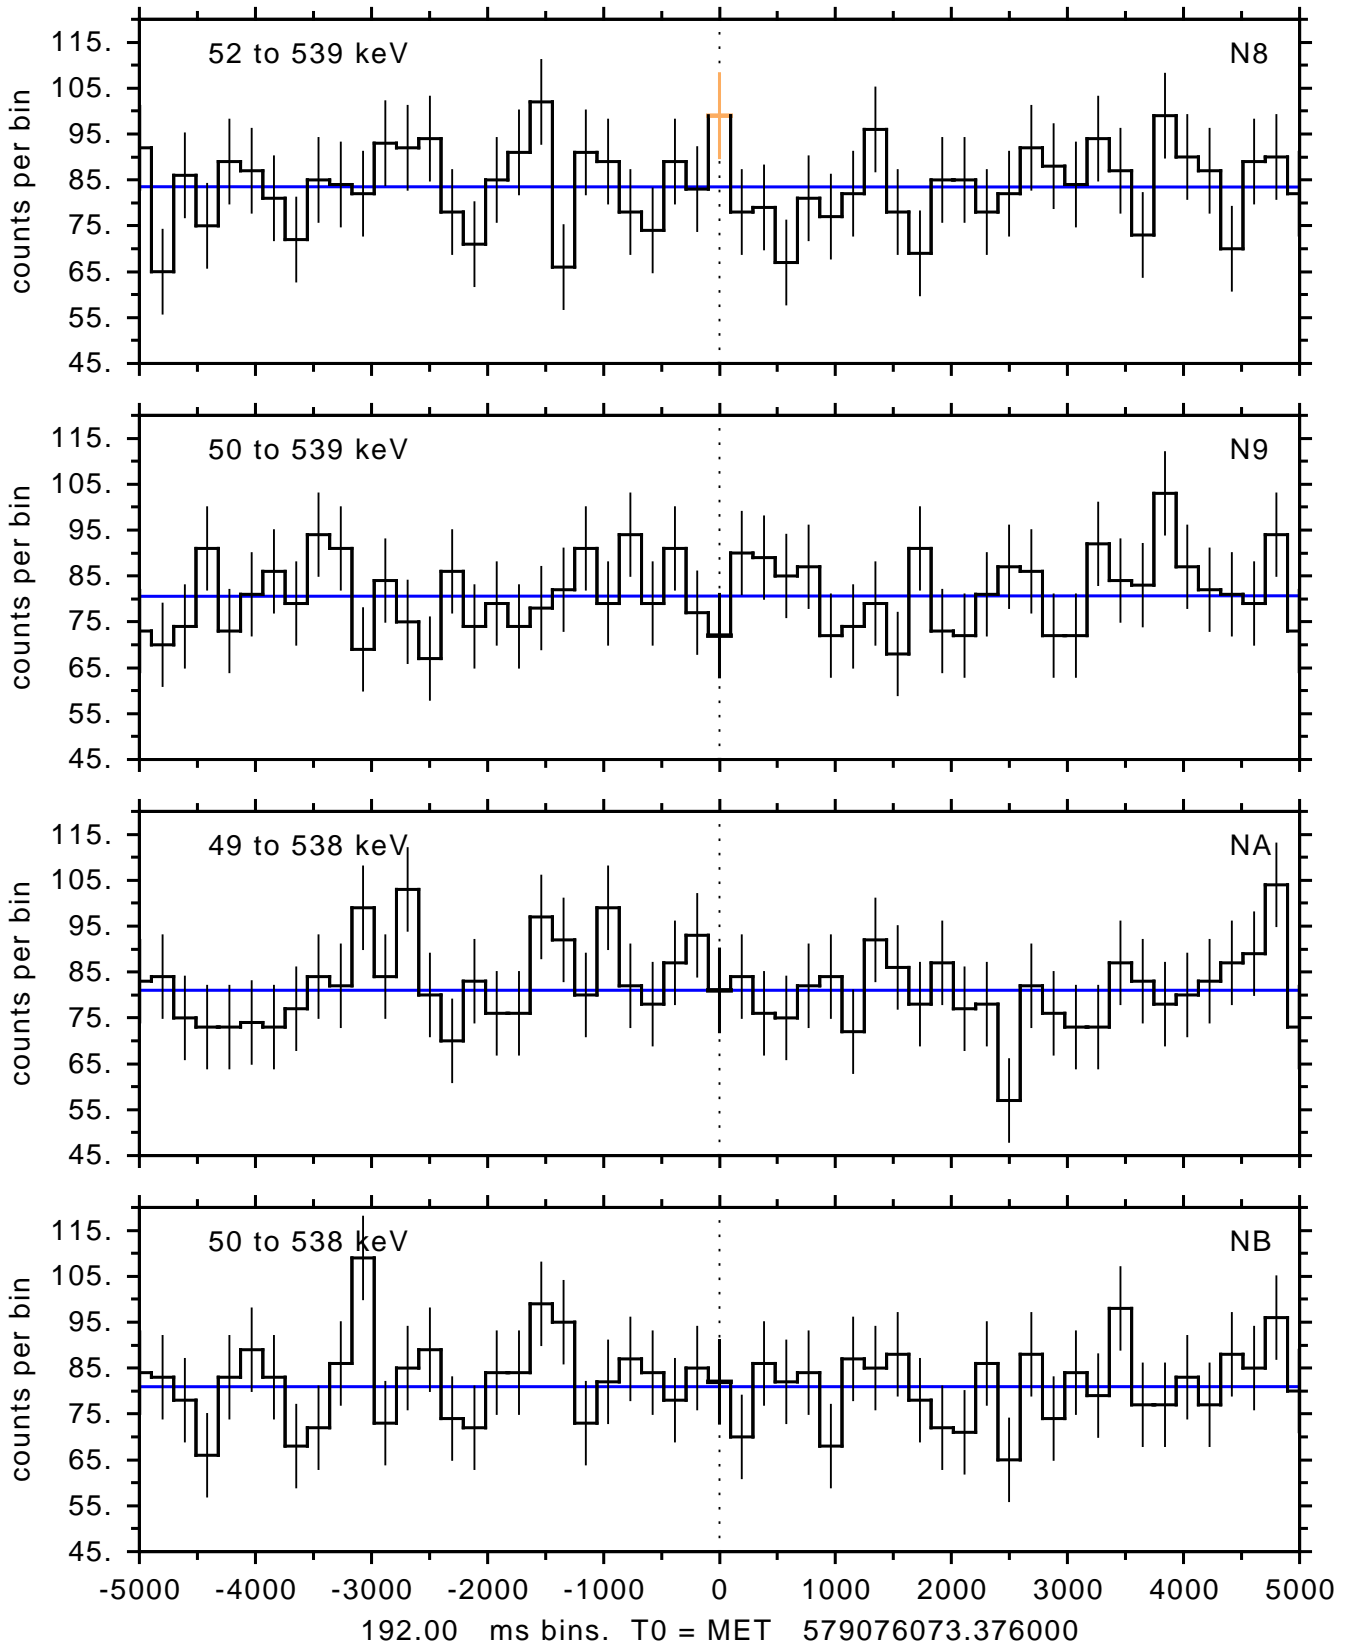 52 to 539 keV
N8
115.
105.
95.
85.
75.
65.
55.
45.
counts per bin
50 to 539 keV
N9
115.
105.
95.
85.
75.
65.
55.
45.
counts per bin
49 to 538 keV
NA
115.
105.
95.
85.
75.
65.
55.
45.
counts per bin
50 to 538 keV
NB
115.
105.
95.
85.
75.
65.
55.
45.
counts per bin
-5000 -4000 -3000 -2000 -1000 0 1000 2000 3000 4000 5000
192.00 ms bins. T0 = MET 579076073.376000